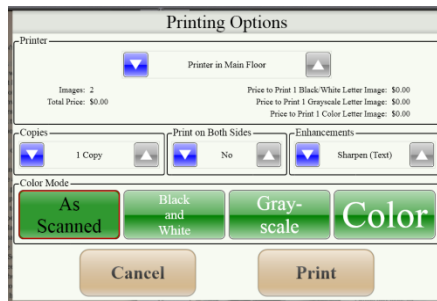 Printing Options
Printer
Printer in Main Floor
Images: 2
Price to Print 1 Black/White Letter Image: $0.00
Total Price: $0.00
Price to Print 1 Grayscale Letter Image: $0.00
Price to Print 1 Color Letter Image: $0.00
Copies
Print on Both Sides
Enhancements
1 Copy
No
Sharpen (Text)
Color Mode
As
Scanned
Black
and
White
Gray-
scale
Color
Cancel
Print